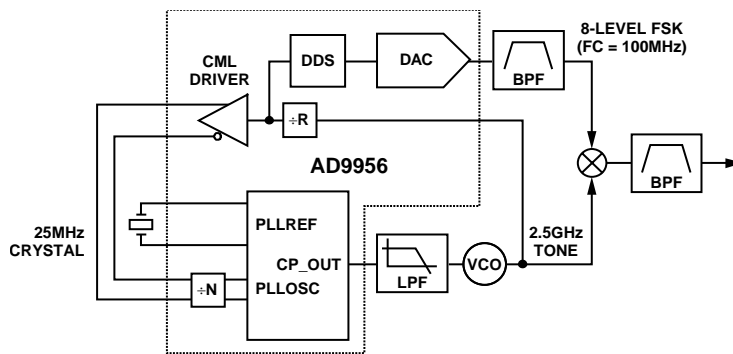 8-LEVEL FSK
(FC = 100MHz)
CML
DRIVER
DDS
DAC
BPF
÷R
AD9956
BPF
25MHz
CRYSTAL
PLLREF
CP_OUT
PLLOSC
÷N
LPF
VCO
2.5GHz
TONE